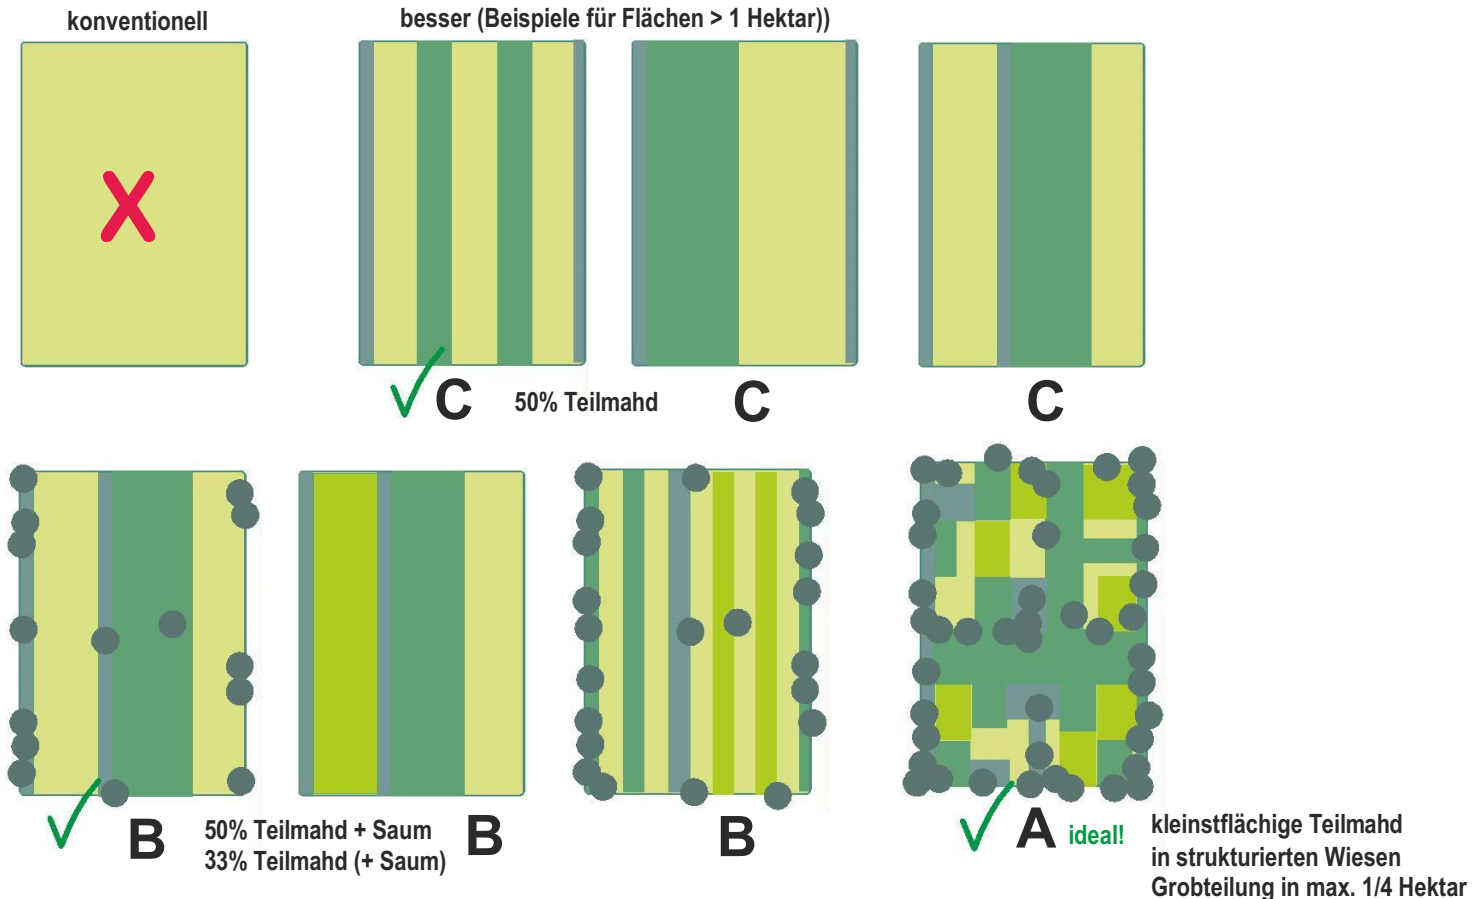 konventionell
besser (Beispiele für Flächen > 1 Hektar))
X
C
50% Teilmahd
C
C
B
50% Teilmahd + Saum
33% Teilmahd (+ Saum)
B
B
A
ideal!
kleinstflächige Teilmahd
in strukturierten Wiesen
Grobteilung in max. 1/4 Hektar